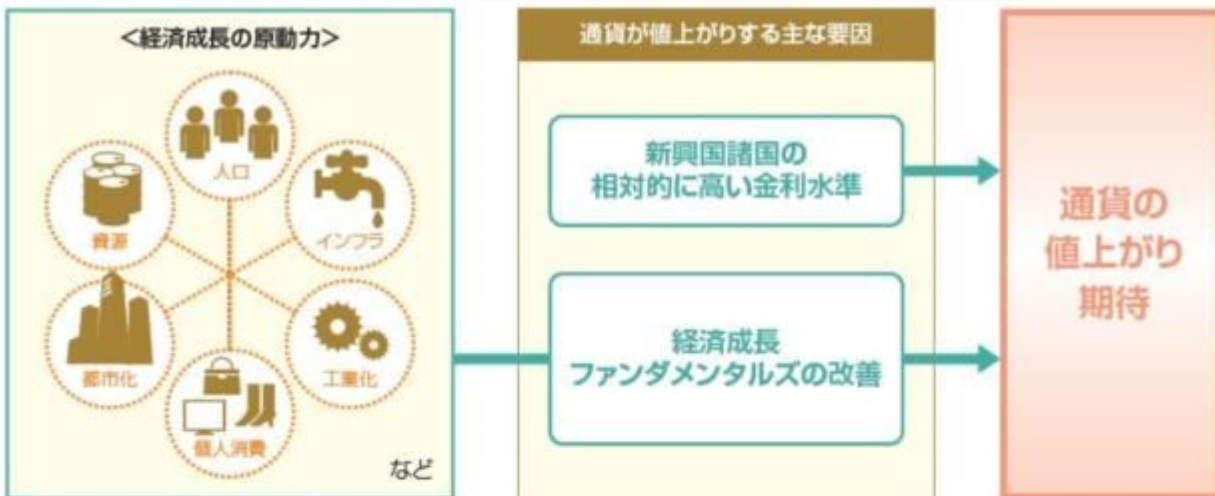 ＜経済成長の原動力＞
人口
資源
インフラ
都市化
工業化
個人消費
など
通貨が値上がりする主な要因
新興国諸国の
相対的に高い金利水準
経済成長
ファンダメンタルズの改善
通貨の
値上がり
期待